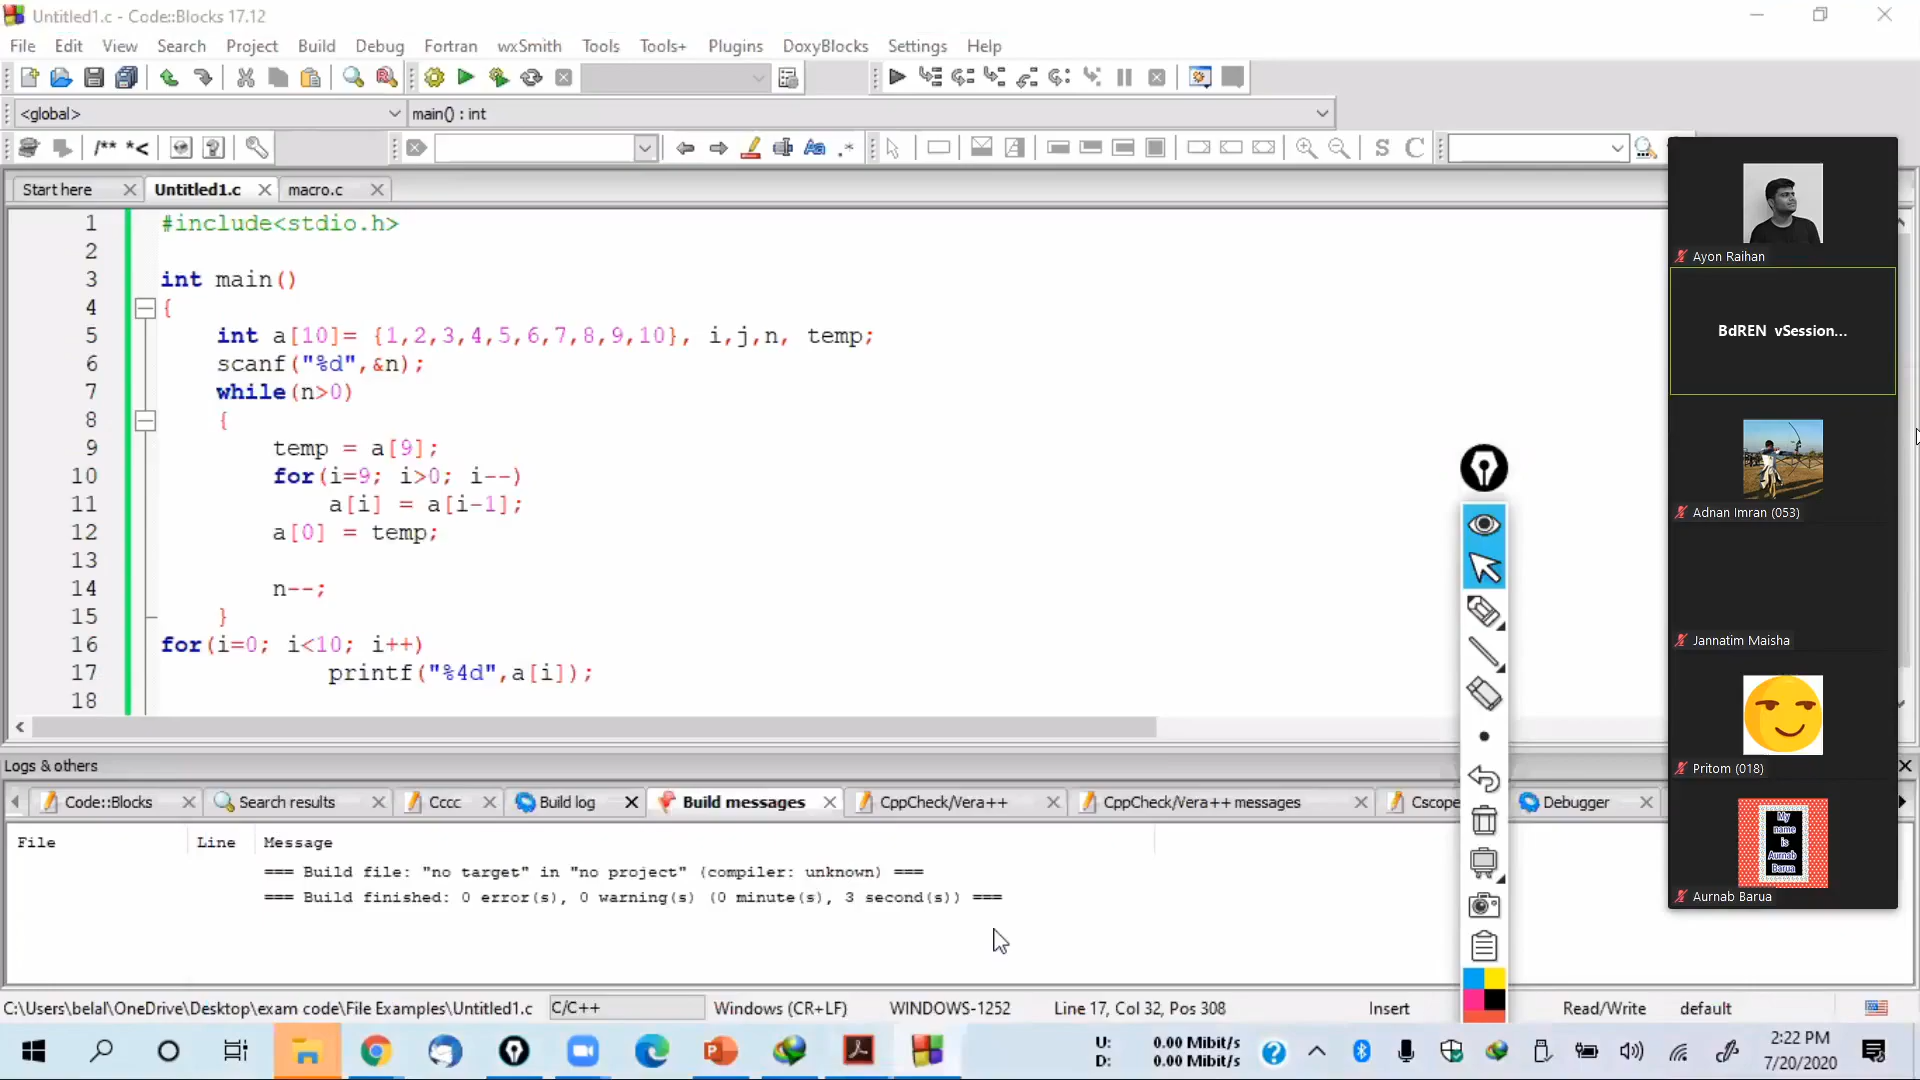 Untitled1.c - Code::Blocks 17.12
File Edit View Search Project Build Debug Fortran wxSmith Tools Tools+ Plugins DoxyBlocks Settings Help
<global> main() : int
/** *<
S C
Start here Untitled1.c macro.c
1 #include<stdio.h>
2
3 int main()
4 {
5 int a[10]= {1,2,3,4,5,6,7,8,9,10}, i,j,n, temp;
6 scanf("%d",&n);
7 while(n>0)
8 {
9 temp = a[9];
10 for(i=9; i>0; i--)
11 a[i] = a[i-1];
12 a[0] = temp;
13
14 n--;
15 }
16 for(i=0; i<10; i++)
17 printf("%4d",a[i]);
18
Ayon Raihan
BdREN vSession...
Adnan Imran (053)
Jannatim Maisha
Pritom (018)
My
name
is
Aurnab
Barua
Aurnab Barua
Logs & others
Code::Blocks Search results Cccc Build log Build messages CppCheck/Vera++ CppCheck/Vera++ messages Cscope Debugger
File Line Message
=== Build file: "no target" in "no project" (compiler: unknown) ===
=== Build finished: 0 error(s), 0 warning(s) (0 minute(s), 3 second(s)) ===
C:\Users\belal\OneDrive\Desktop\exam code\File Examples\Untitled1.c C/C++ Windows (CR+LF) WINDOWS-1252 Line 17, Col 32, Pos 308 Insert Read/Write default
U: 0.00 Mibit/s
D: 0.00 Mibit/s
2:22 PM
7/20/2020